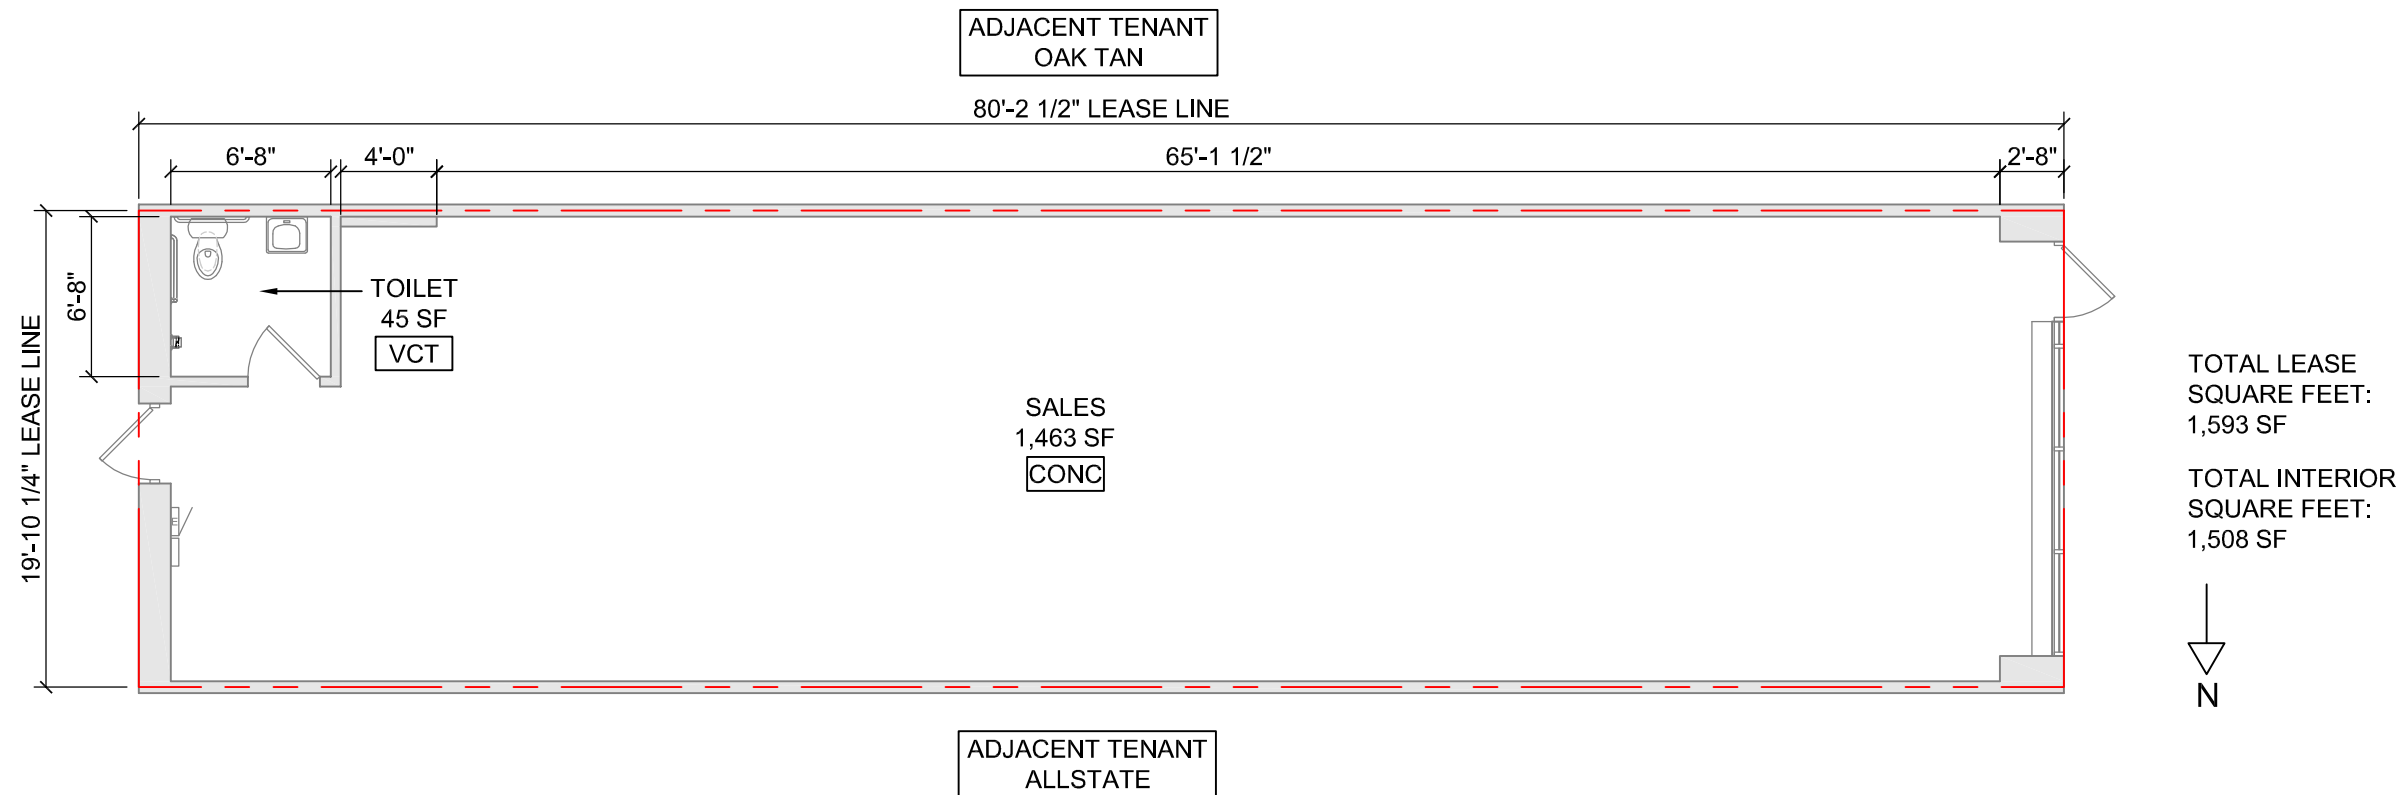 ADJACENT TENANT
OAK TAN
80'-2 1/2" LEASE LINE
6'-8"
4'-0"
65'-1 1/2"
2'-8"
19'-10 1/4" LEASE LINE
6'-8"
TOILET
45 SF
VCT
SALES
1,463 SF
CONC
TOTAL LEASE
SQUARE FEET:
1,593 SF
TOTAL INTERIOR
SQUARE FEET:
1,508 SF
N
ADJACENT TENANT
ALLSTATE